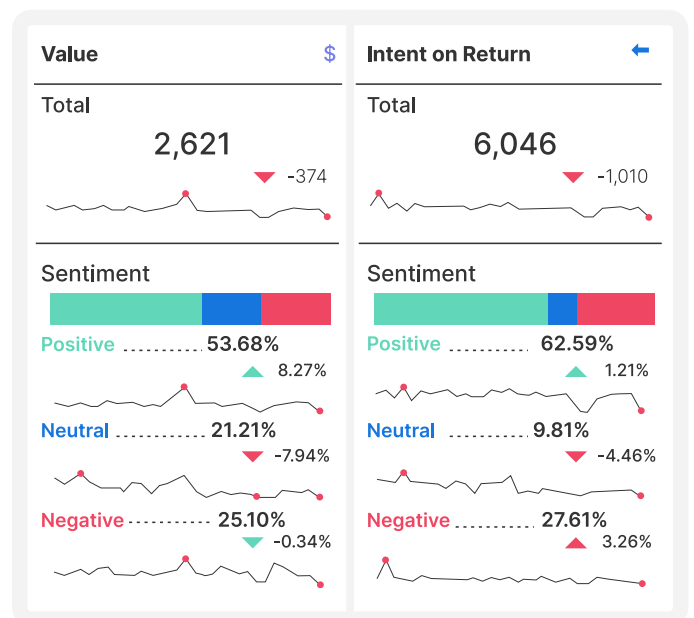 Value $
Total
2,621
-374
Sentiment
Positive ............ 53.68%
8.27%
Neutral ............. 21.21%
-7.94%
Negative ............ 25.10%
-0.34%
Intent on Return
Total
6,046
-1,010
Sentiment
Positive ............ 62.59%
1.21%
Neutral ............ 9.81%
-4.46%
Negative ............ 27.61%
3.26%